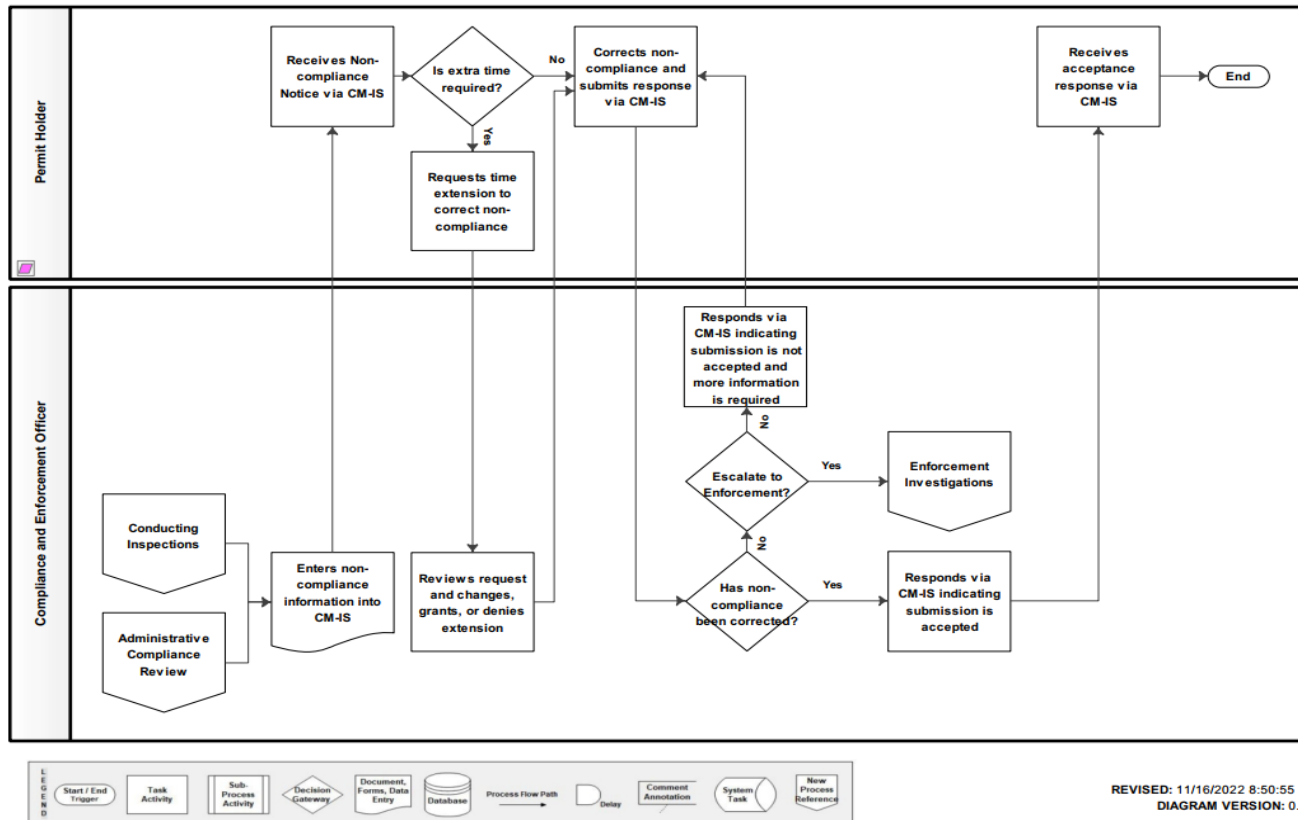 Permit Holder
Receives Non-
compliance
Notice via CM-IS
Is extra time
required?
No
Yes
Corrects non-
compliance and
submits response
via CM-IS
Receives
acceptance
response via
CM-IS
End
Requests time
extension to
correct non-
compliance
Compliance and Enforcement Officer
Responds via
CM-IS indicating
submission is not
accepted and
more information
is required
No
Escalate to
Enforcement?
Yes
Enforcement
Investigations
Conducting
Inspections
Administrative
Compliance
Review
Enters non-
compliance
information into
CM-IS
Reviews request
and changes,
grants, or denies
extension
No
Has non-
compliance
been corrected?
Yes
Responds via
CM-IS indicating
submission is
accepted
LEGEND
Start / End
Trigger
Task
Activity
Sub-
Process
Activity
Decision
Gateway
Document,
Forms, Data
Entry
Database
Process Flow Path
Delay
Comment
Annotation
System
Task
New
Process
Reference
REVISED: 11/16/2022 8:50:55
DIAGRAM VERSION: 0.